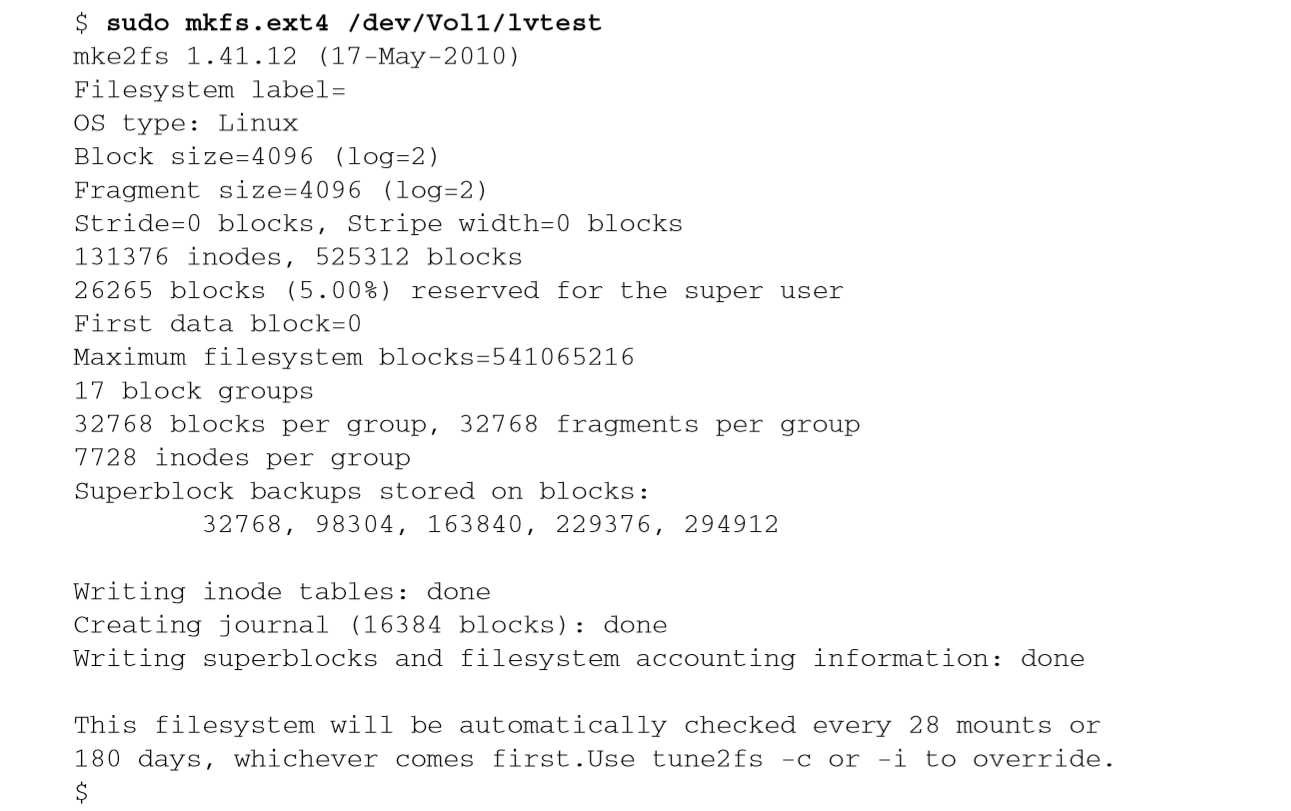 $ sudo mkfs.ext4 /dev/Vol1/lvtest
mke2fs 1.41.12 (17-May-2010)
Filesystem label=
OS type: Linux
Block size=4096 (log=2)
Fragment size=4096 (log=2)
Stride=0 blocks, Stripe width=0 blocks
131376 inodes, 525312 blocks
26265 blocks (5.00%) reserved for the super user
First data block=0
Maximum filesystem blocks=541065216
17 block groups
32768 blocks per group, 32768 fragments per group
7728 inodes per group
Superblock backups stored on blocks:
        32768, 98304, 163840, 229376, 294912

Writing inode tables: done
Creating journal (16384 blocks): done
Writing superblocks and filesystem accounting information: done

This filesystem will be automatically checked every 28 mounts or
180 days, whichever comes first.Use tune2fs -c or -i to override.
$